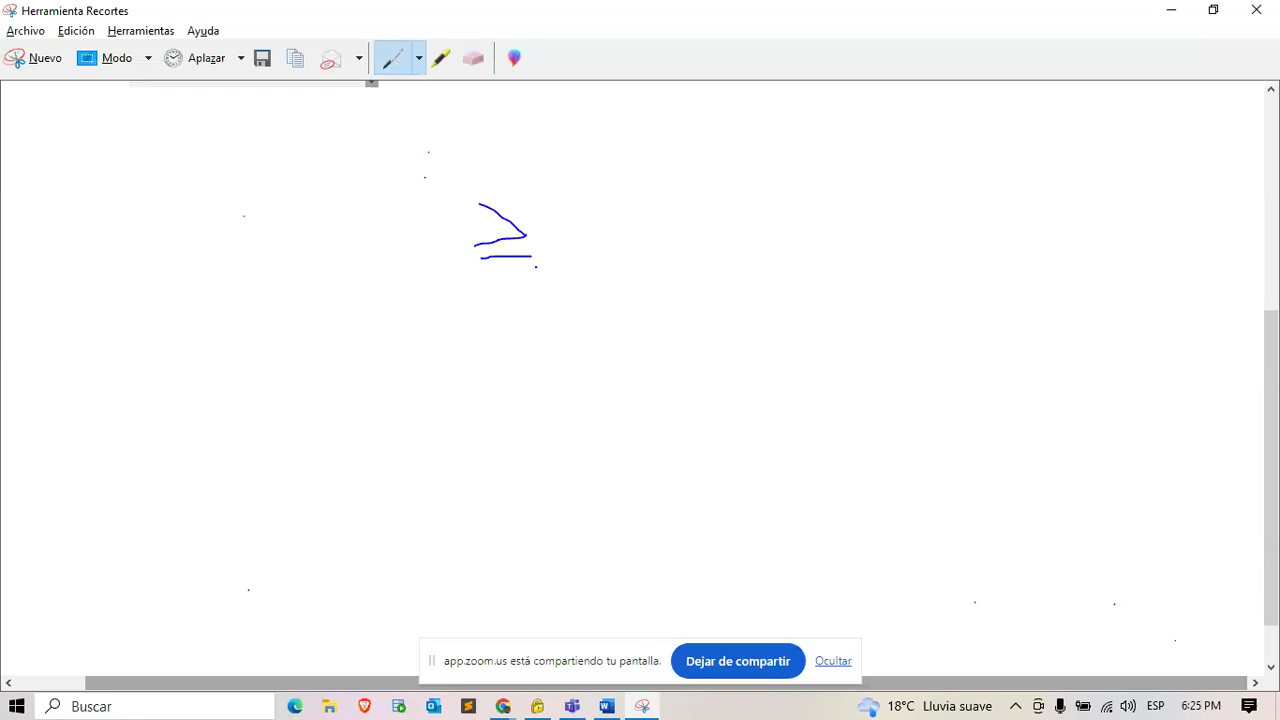 Herramienta Recortes
Archivo Edición Herramientas Ayuda
Nuevo Modo Aplazar
≥
app.zoom.us está compartiendo tu pantalla. Dejar de compartir Ocultar
Buscar 18°C Lluvia suave ESP 6:25 PM